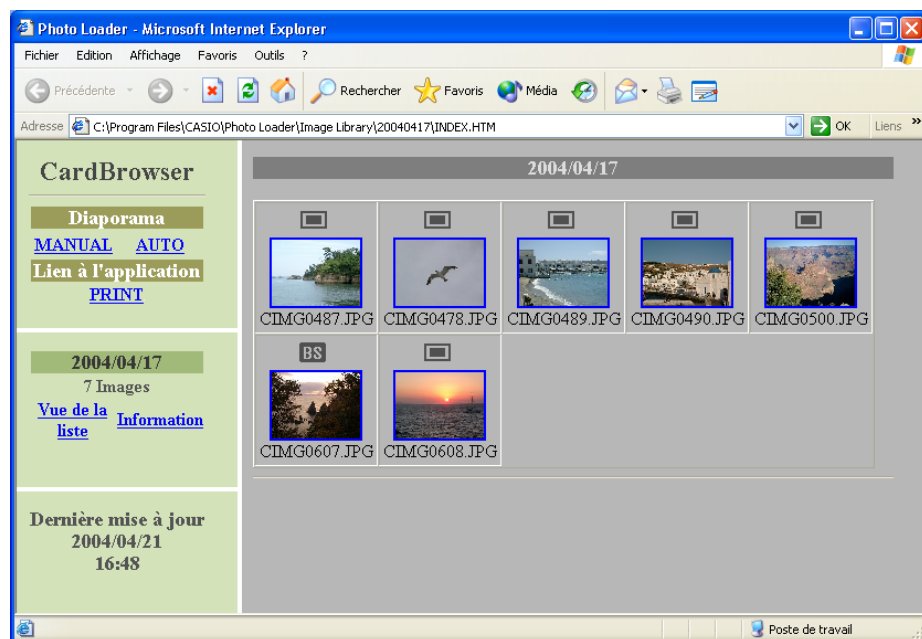 Photo Loader - Microsoft Internet Explorer
Fichier Edition Affichage Favoris Outils ?
Précédente Rechercher Favoris Média
Adresse C:\Program Files\CASIO\Photo Loader\Image Library\20040417\INDEX.HTM OK Liens »
CardBrowser
Diaporama
MANUAL AUTO
Lien à l'application
PRINT
2004/04/17
7 Images
Vue de la
liste
Information
Dernière mise à jour
2004/04/21
16:48
2004/04/17
CIMG0487.JPG CIMG0478.JPG CIMG0489.JPG CIMG0490.JPG CIMG0500.JPG
BS
CIMG0607.JPG CIMG0608.JPG
Poste de travail